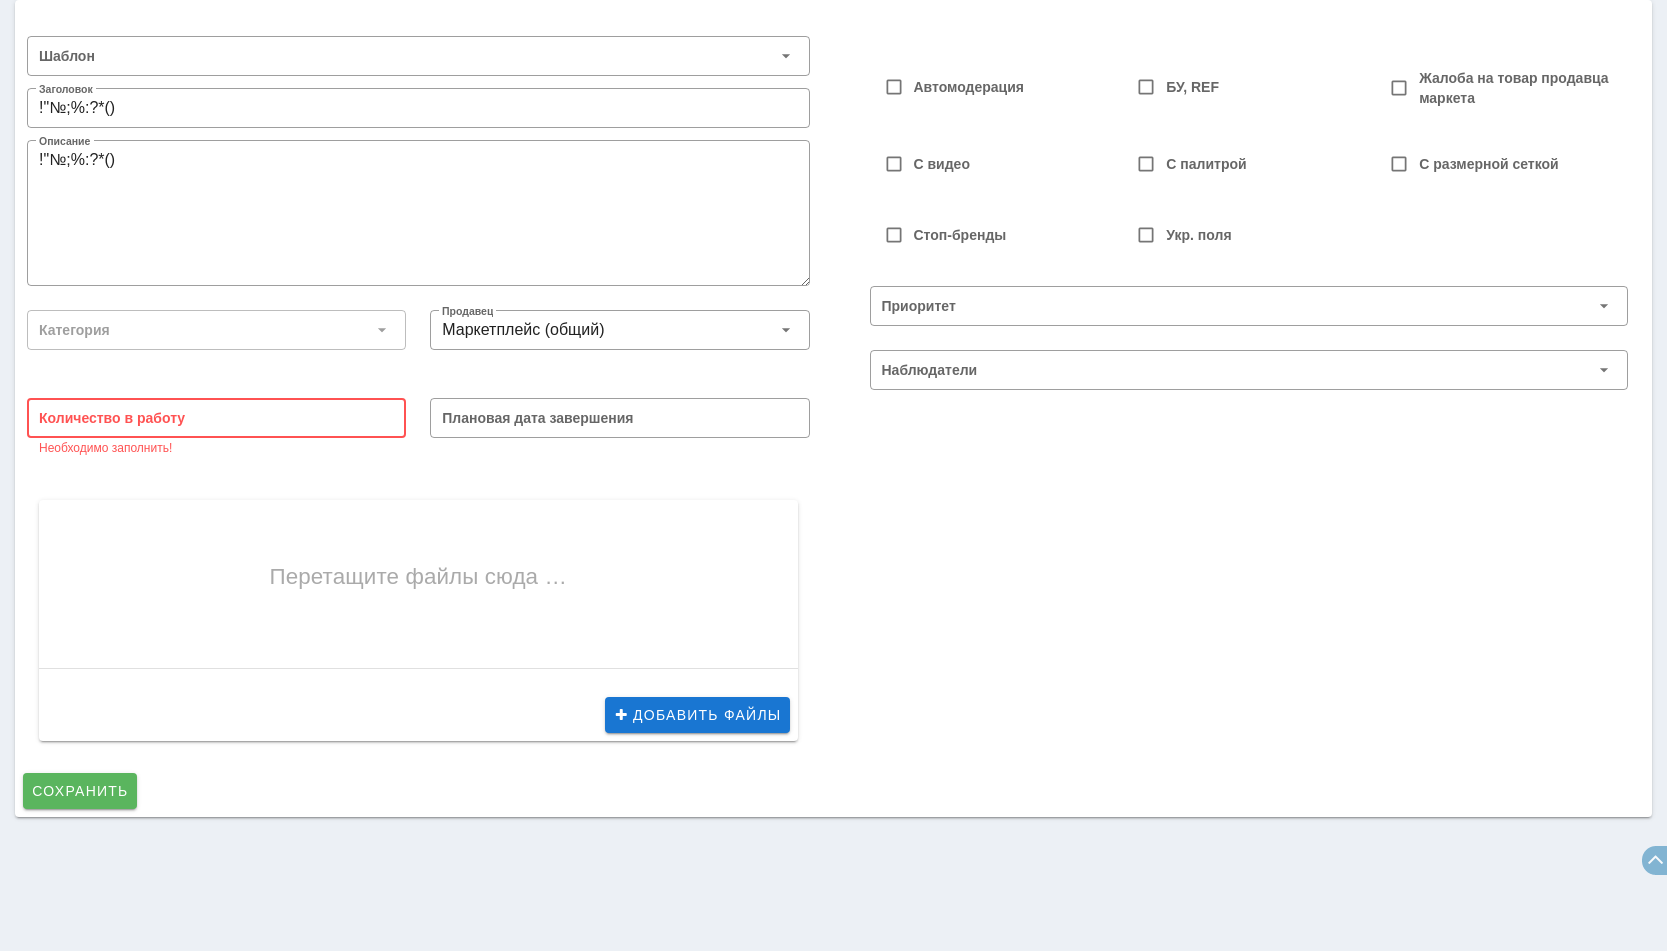 Шаблон
Заголовок
!"№;%:?*()
Описание
!"№;%:?*()
Категория
Продавец
Маркетплейс (общий)
Количество в работу
Необходимо заполнить!
Плановая дата завершения
Перетащите файлы сюда …
ДОБАВИТЬ ФАЙЛЫ
СОХРАНИТЬ
Автомодерация
БУ, REF
Жалоба на товар продавца
маркета
С видео
С палитрой
С размерной сеткой
Стоп-бренды
Укр. поля
Приоритет
Наблюдатели